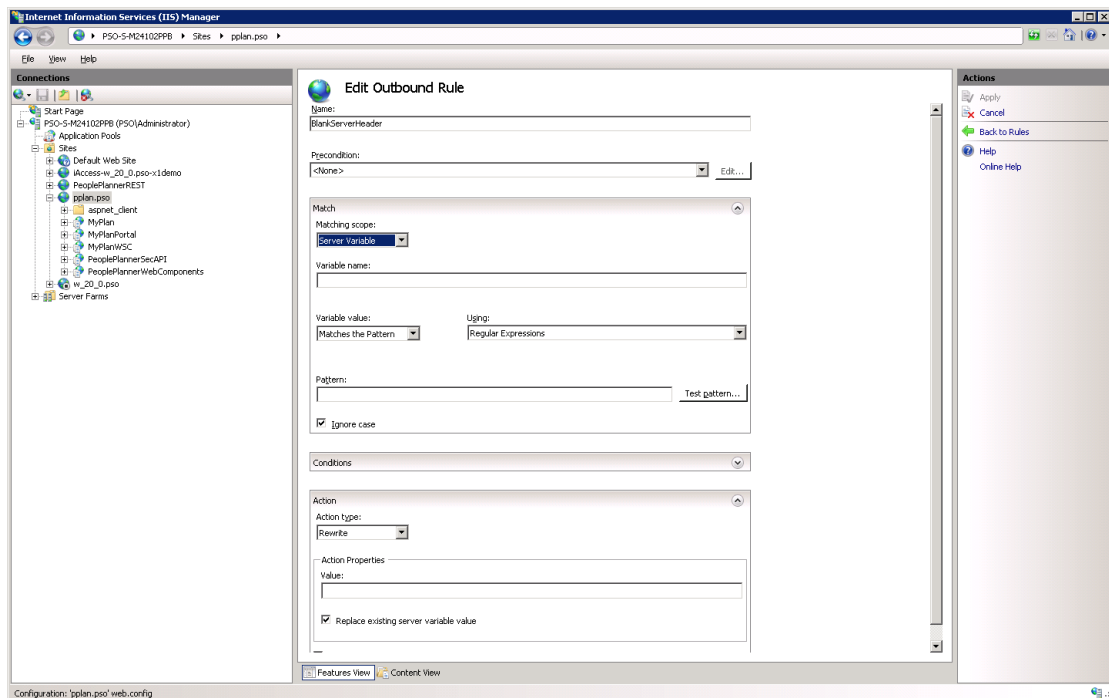 Internet Information Services (IIS) Manager
PSO-S-M24102PPB Sites pplan.pso
File View Help
Connections
Start Page
PSO-S-M24102PPB (PSO\Administrator)
Application Pools
Sites
Default Web Site
iAccess-w_20_0.pso-x1demo
PeoplePlannerREST
pplan.pso
aspnet_client
MyPlan
MyPlanPortal
MyPlanWSC
PeoplePlannerSecAPI
PeoplePlannerWebComponents
w_20_0.pso
Server Farms
Edit Outbound Rule
Name:
BlankServerHeader
Precondition:
<None>
Edit...
Match
Matching scope:
Server Variable
Variable name:
Variable value: Using:
Matches the Pattern Regular Expressions
Pattern:
Test pattern...
Ignore case
Conditions
Action
Action type:
Rewrite
Action Properties
Value:
Replace existing server variable value
Features View Content View
Actions
Apply
Cancel
Back to Rules
Help
Online Help
Configuration: 'pplan.pso' web.config